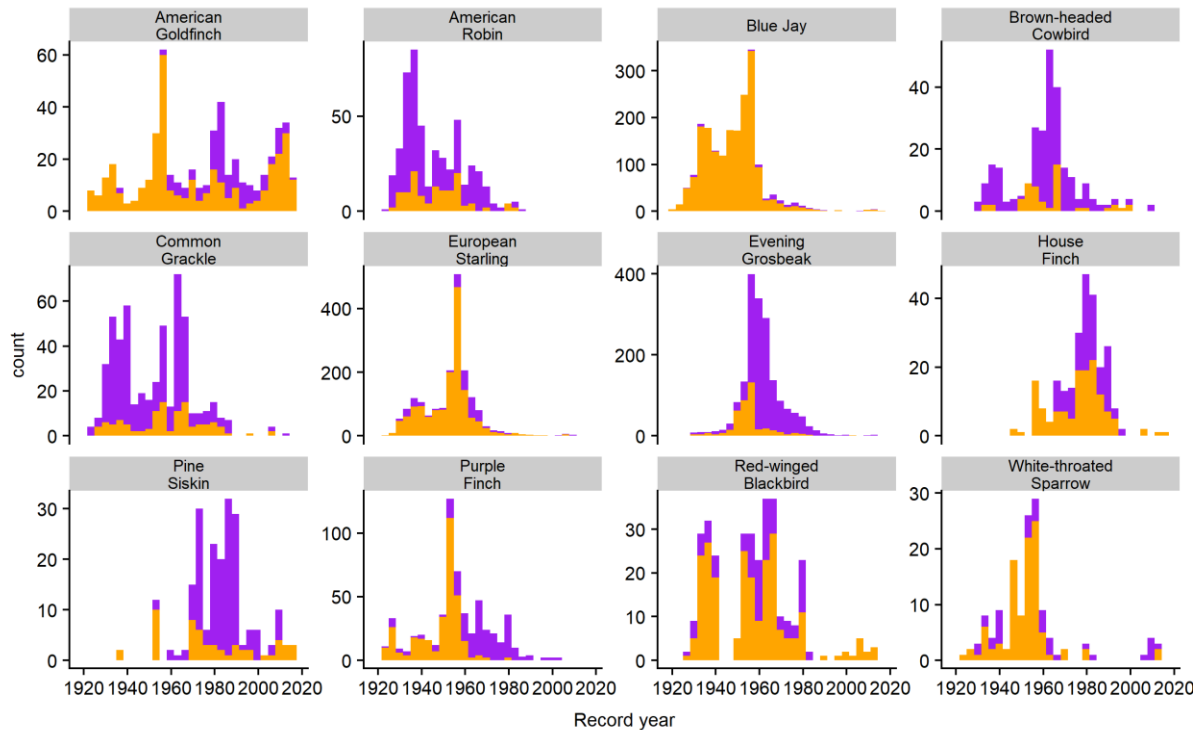 American
Goldfinch
American
Robin
Blue Jay
Brown-headed
Cowbird
60
40
20
0
50
0
300
200
100
0
50
40
30
20
10
0
Common
Grackle
European
Starling
Evening
Grosbeak
House
Finch
60
40
20
0
400
200
0
400
200
0
40
20
0
Pine
Siskin
Purple
Finch
Red-winged
Blackbird
White-throated
Sparrow
30
20
10
0
100
50
0
30
20
10
0
30
20
10
0
1920 1940 1960 1980 2000 2020
1920 1940 1960 1980 2000 2020
1920 1940 1960 1980 2000 2020
1920 1940 1960 1980 2000 2020
count
Record year